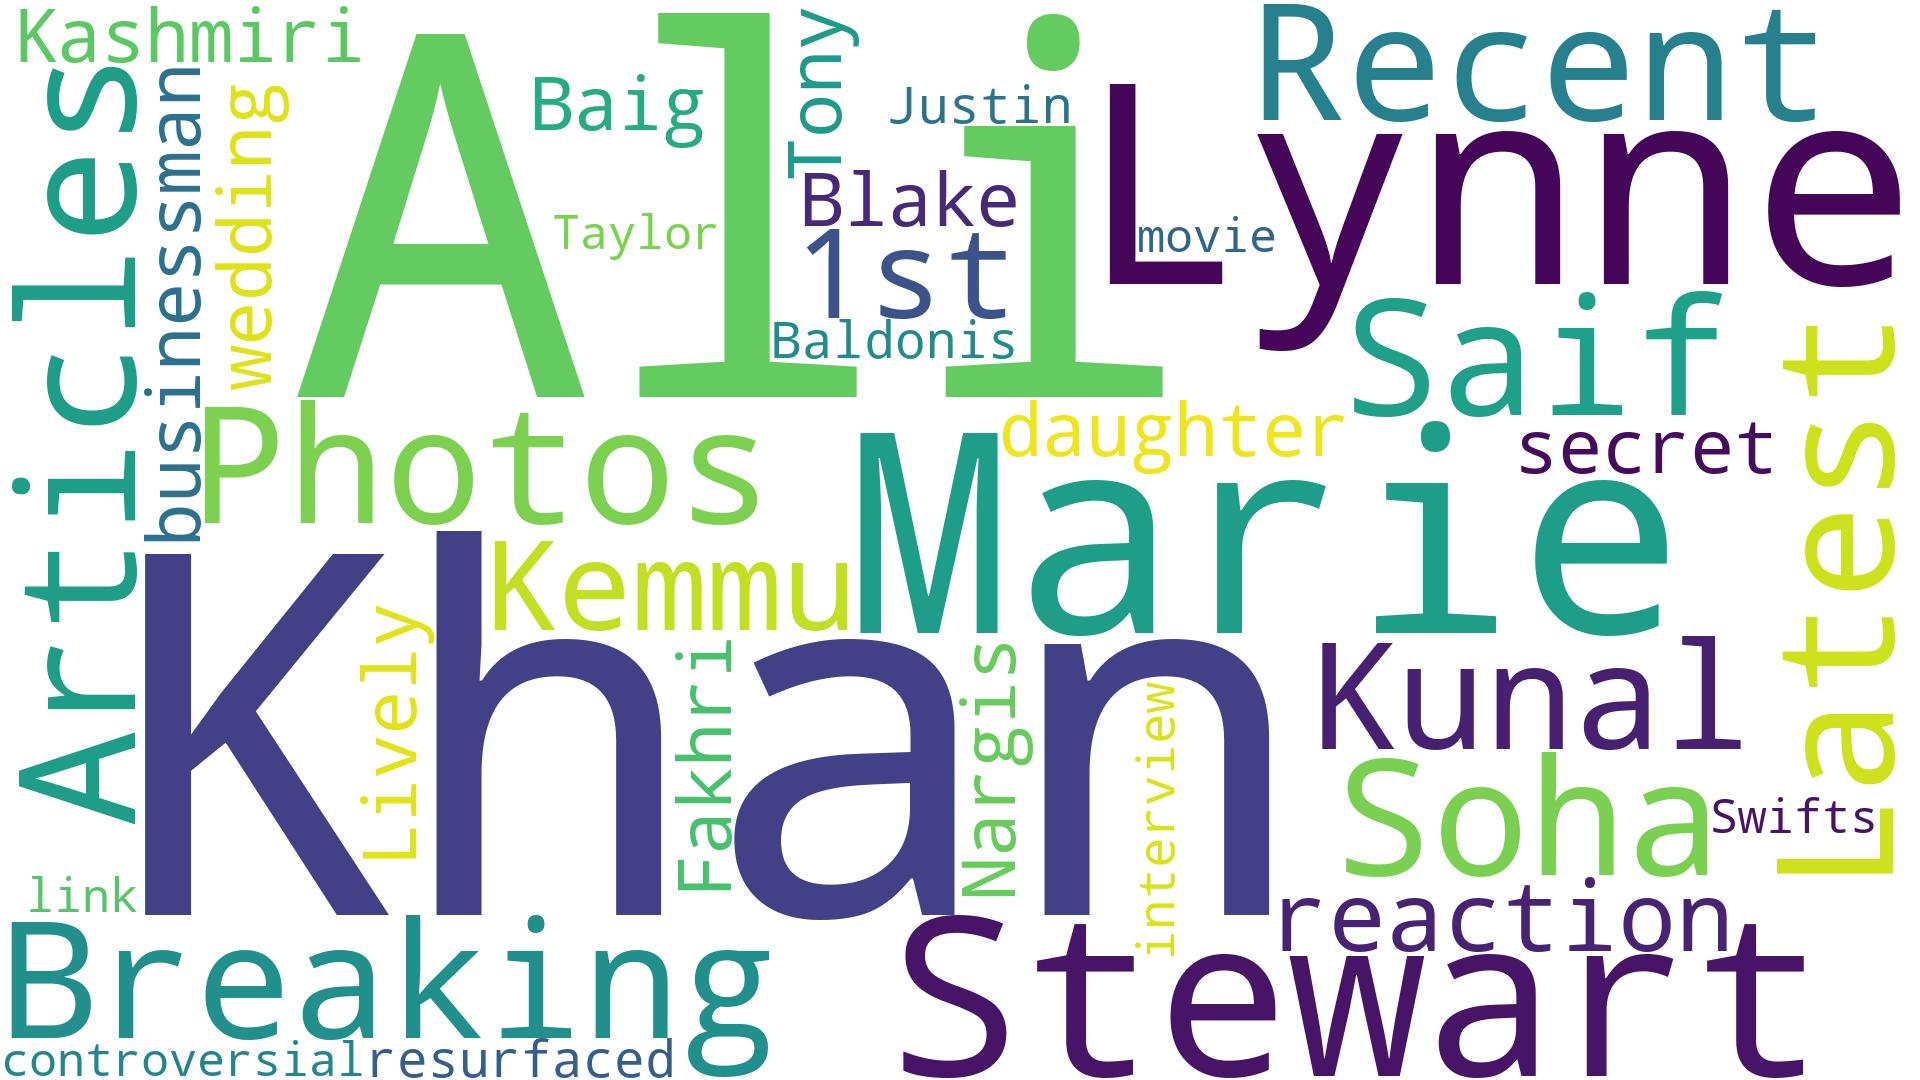 Kashmiri
Articles
businessman
wedding
Ali
Baig
Tony
Justin
Taylor
Blake
1st
Baldonis
Recent
Lynne
movie
Saif
Latest
Photos
Marie
daughter
secret
Khan
Kemmu
Lively
Fakhri
Nargis
interview
Kunal
Soha
Swifts
link
reaction
Breaking
Stewart
controversial
resurfaced